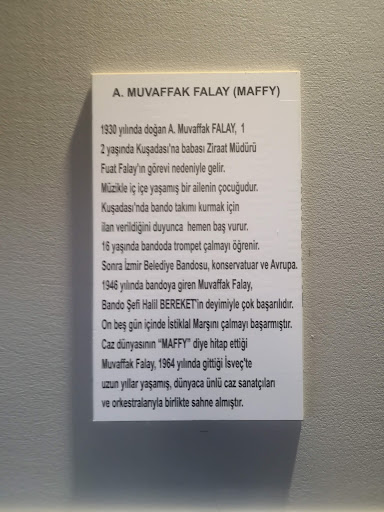 A. MUVAFFAK FALAY (MAFFY)
1930 yılında doğan A. Muvaffak FALAY, 1
2 yaşında Kuşadası'na babası Ziraat Müdürü
Fuat Falay'ın görevi nedeniyle gelir.
Müzikle iç içe yaşamış bir ailenin çocuğudur.
Kuşadası'nda bando takımı kurmak için
ilan verildiğini duyunca hemen baş vurur.
16 yaşında bandoda trompet çalmayı öğrenir.
Sonra İzmir Belediye Bandosu, konservatuar ve Avrupa.
1946 yılında bandoya giren Muvaffak Falay,
Bando Şefi Halil BEREKET'in deyimiyle çok başarılıdır.
On beş gün içinde İstiklal Marşını çalmayı başarmıştır.
Caz dünyasının “MAFFY” diye hitap ettiği
Muvaffak Falay, 1964 yılında gittiği İsveç'te
uzun yıllar yaşamış, dünyaca ünlü caz sanatçıları
ve orkestralarıyla birlikte sahne almıştır.